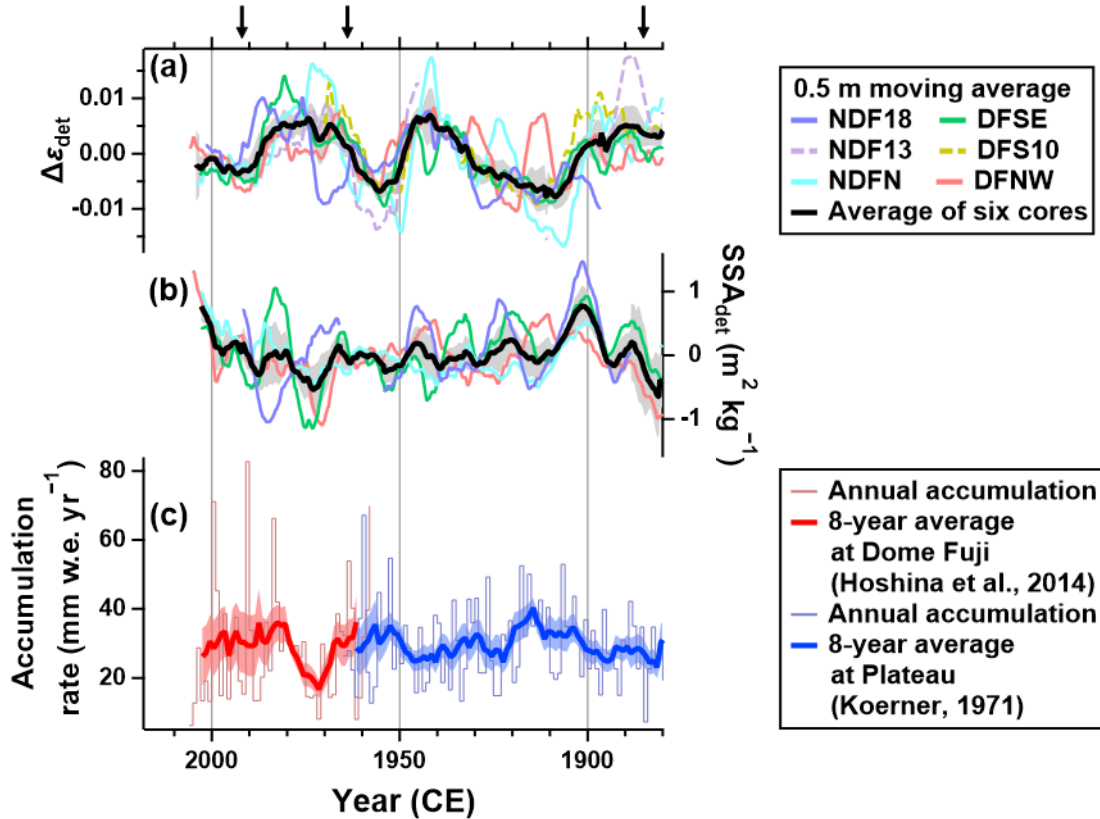 (a)
0.01
0.00
-0.01
Δε_det
0.5 m moving average
NDF18
DFSE
NDF13
DFS10
NDFN
DFNW
Average of six cores
(b)
1
0
-1
SSA_det (m² kg⁻¹)
(c)
80
60
40
20
Accumulation
rate (mm w.e. yr⁻¹)
Annual accumulation
8-year average
at Dome Fuji
(Hoshina et al., 2014)
Annual accumulation
8-year average
at Plateau
(Koerner, 1971)
2000
1950
1900
Year (CE)